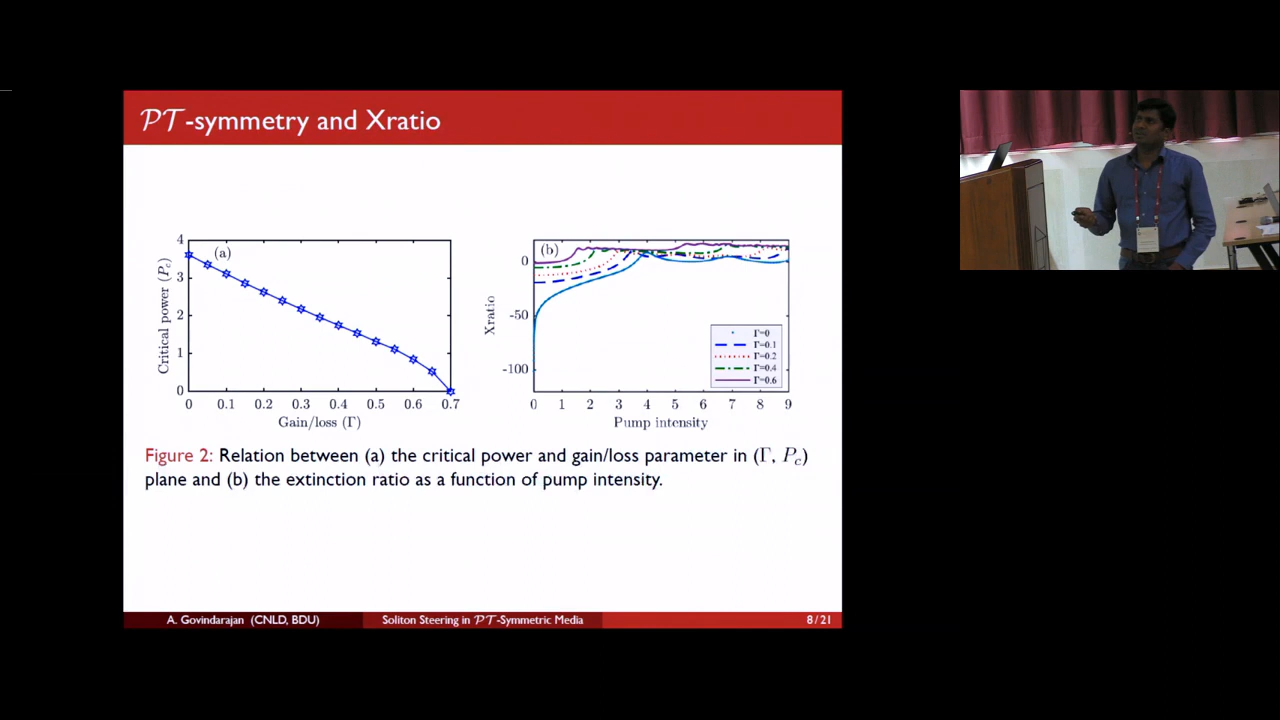 𝒫𝒯-symmetry and Xratio
(a)
4
3
2
1
0
Critical power (P_c)
0 0.1 0.2 0.3 0.4 0.5 0.6 0.7
Gain/loss (Γ)
(b)
0
-50
-100
Xratio
Γ=0
Γ=0.1
Γ=0.2
Γ=0.4
Γ=0.6
0 1 2 3 4 5 6 7 8 9
Pump intensity
Figure 2: Relation between (a) the critical power and gain/loss parameter in (Γ, P_c)
plane and (b) the extinction ratio as a function of pump intensity.
A. Govindarajan (CNLD, BDU) Soliton Steering in 𝒫𝒯-Symmetric Media 8 / 21